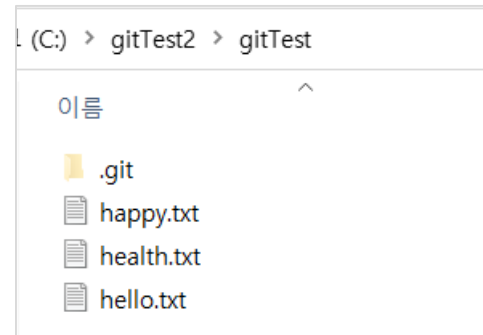 (C:) > gitTest2 > gitTest
이름
.git
happy.txt
health.txt
hello.txt